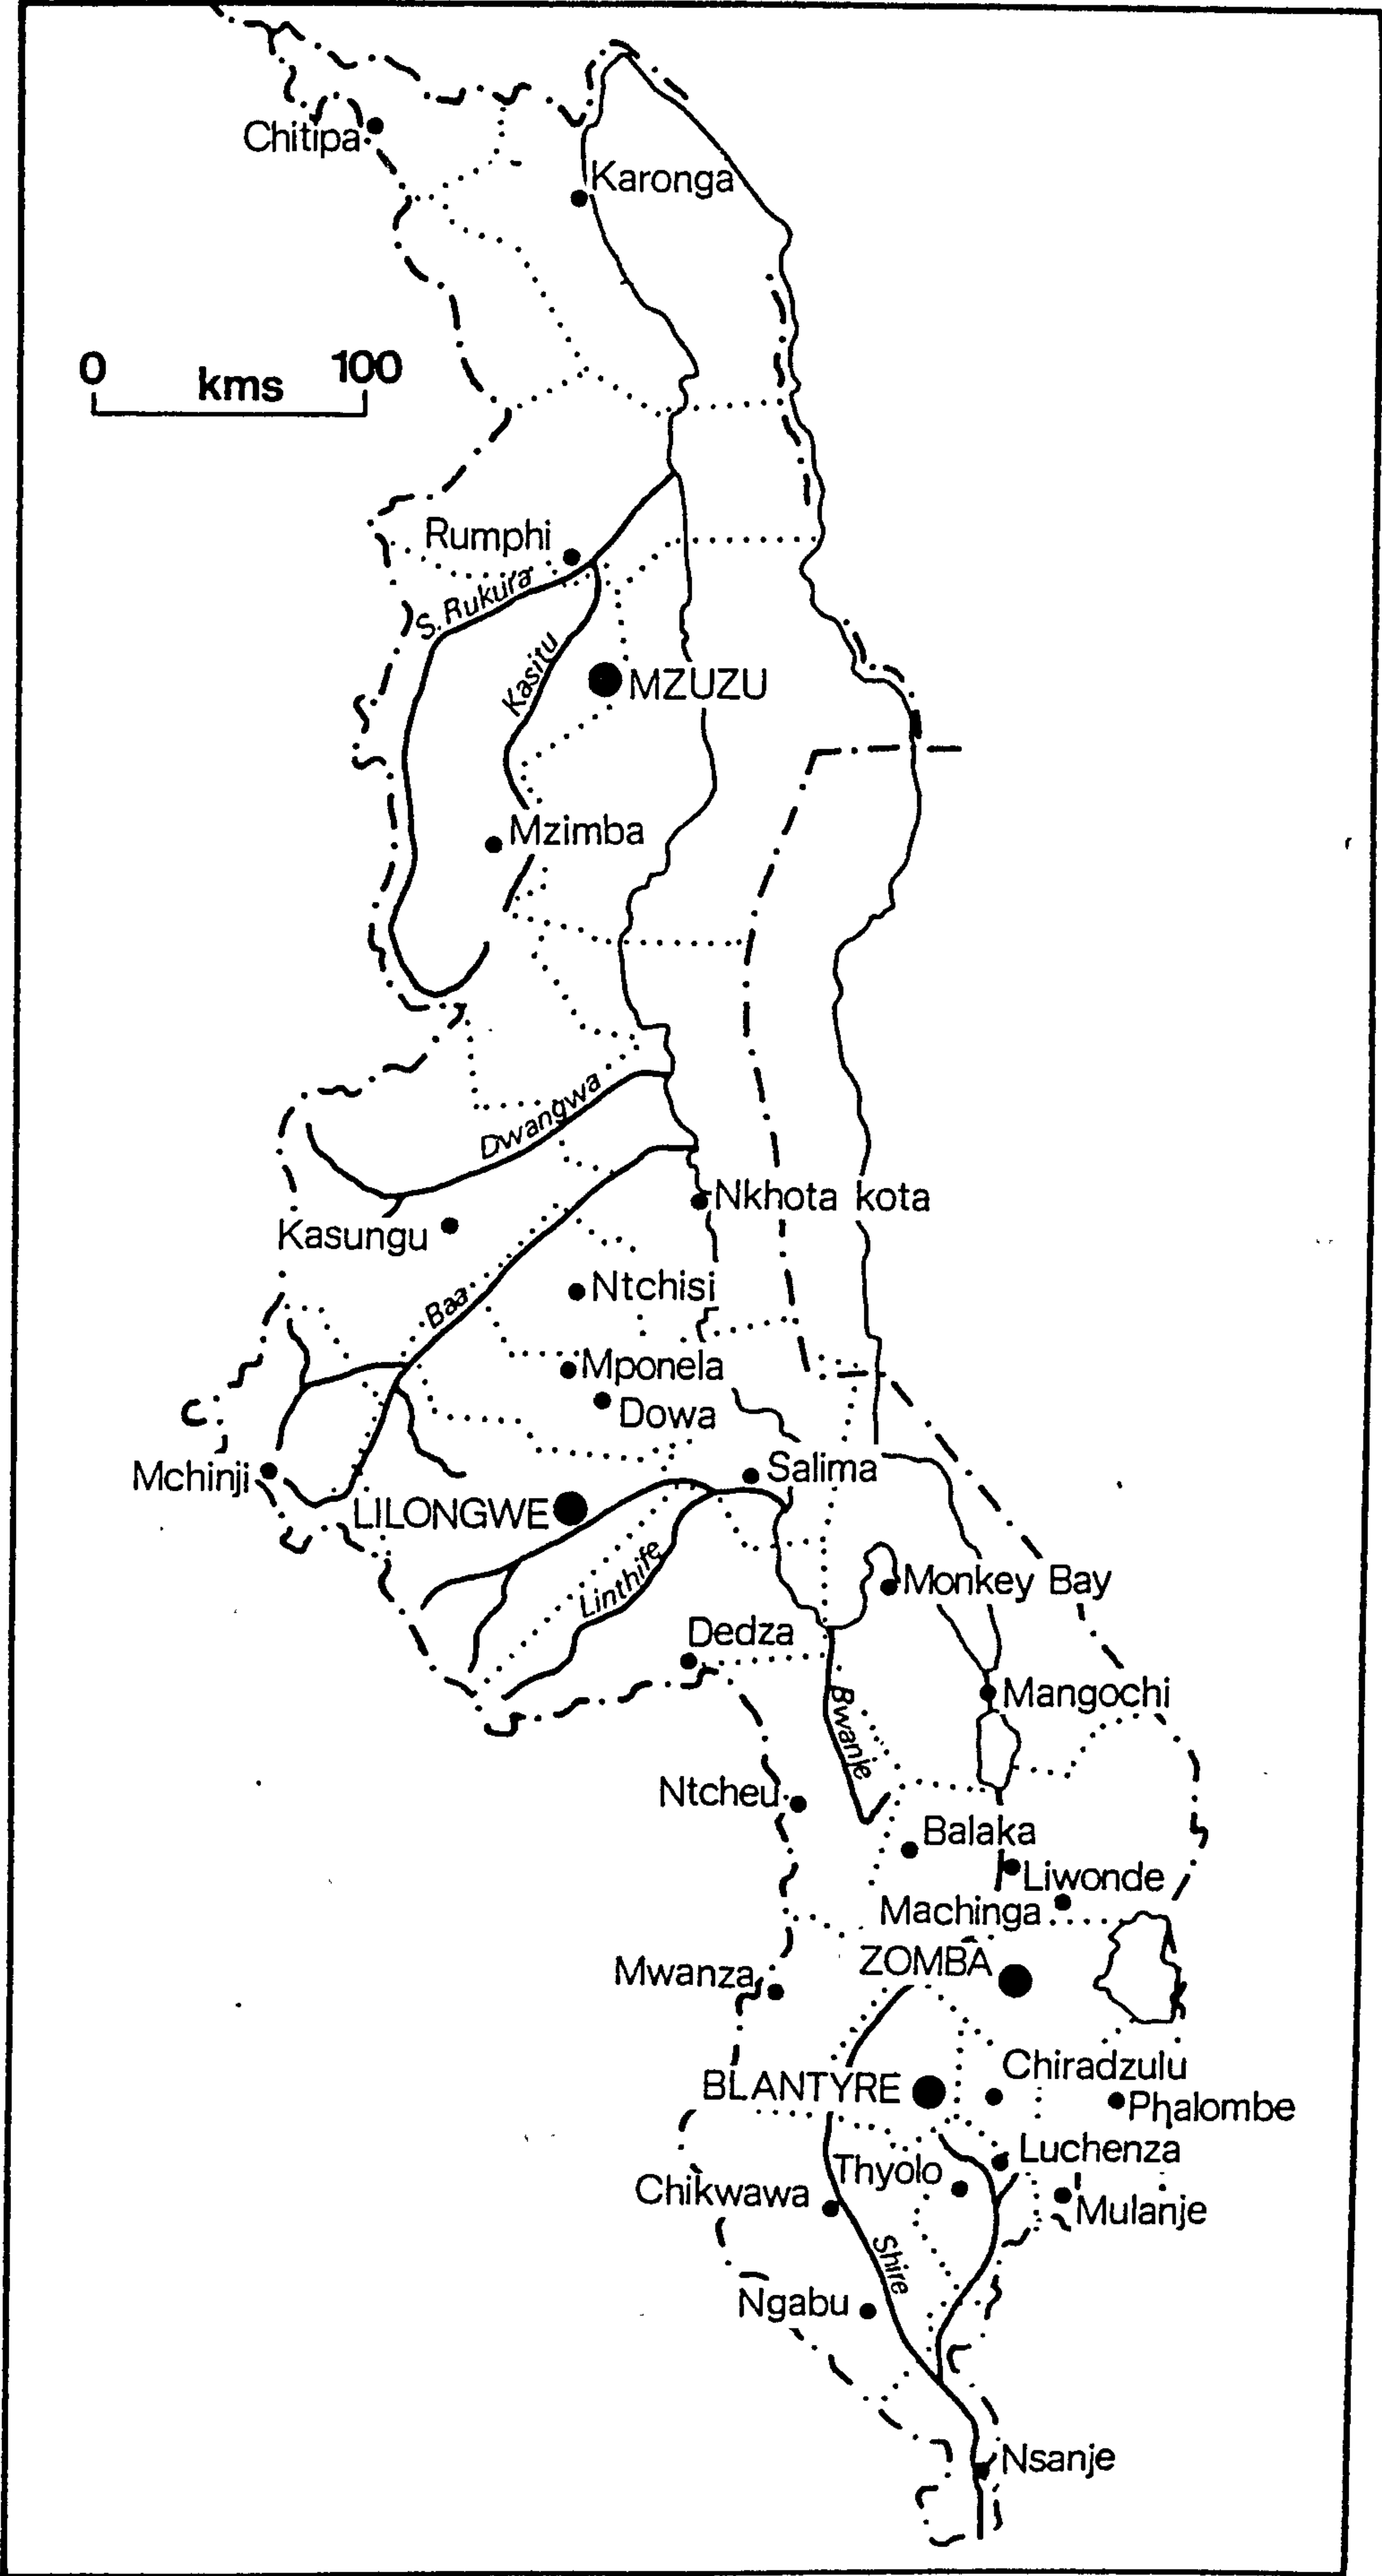 Chitipa
Karonga
0 kms 100
Rumphi
S. Rukura
Kasitu
MZUZU
Mzimba
Dwangwa
Nkhota kota
Kasungu
Ntchisi
Baa
Mponela
Dowa
Salima
Mchinji
LILONGWE
Linthife
Monkey Bay
Dedza
Mangochi
Bwanje
Ntcheu
Balaka
Liwonde
Machinga
ZOMBA
Mwanza
Chiradzulu
BLANTYRE
Phalombe
Luchenza
Thyolo
Chikwawa
Mulanje
Shire
Ngabu
Nsanje